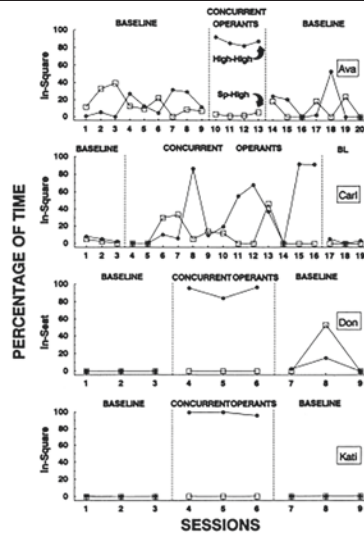 CONCURRENT
BASELINE OPERANTS BASELINE
100
80
60
40
20
0
In-Square
High-High
Sp-High
Ava
1 2 3 4 5 6 7 8 9 10 11 12 13 14 15 16 17 18 19 20
BASELINE CONCURRENT OPERANTS BL
100
80
60
40
20
0
In-Square
Carl
1 2 3 4 5 6 7 8 9 10 11 12 13 14 15 16 17 18 19
PERCENTAGE OF TIME
BASELINE CONCURRENT OPERANTS BASELINE
100
80
60
40
20
0
In-Seat
Don
1 2 3 4 5 6 7 8 9
BASELINE CONCURRENT OPERANTS BASELINE
100
80
60
40
20
0
In-Square
Kati
1 2 3 4 5 6 7 8 9
SESSIONS